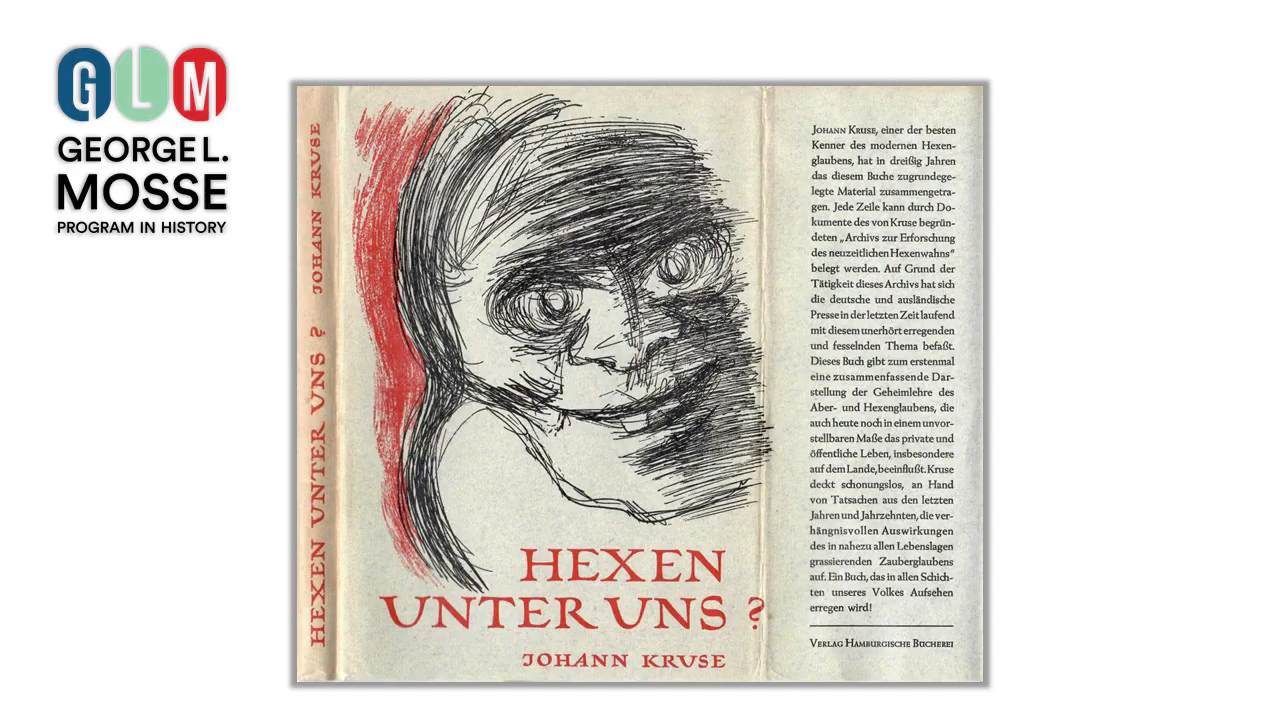 GLM
GEORGE L.
MOSSE
PROGRAM IN HISTORY
HEXEN UNTER UNS ? JOHANN KRUSE
HEXEN
UNTER UNS ?
JOHANN KRUSE
JOHANN KRUSE, einer der besten
Kenner des modernen Hexen-
glaubens, hat in dreißig Jahren
das diesem Buche zugrundege-
legte Material zusammengetra-
gen. Jede Zeile kann durch Do-
kumente des von Kruse begrün-
deten „Archivs zur Erforschung
des neuzeitlichen Hexenwahns“
belegt werden. Auf Grund der
Tätigkeit dieses Archivs hat sich
die deutsche und ausländische
Presse in der letzten Zeit laufend
mit diesem unerhört erregenden
und fesselnden Thema befaßt.
Dieses Buch gibt zum erstenmal
eine zusammenfassende Dar-
stellung der Geheimlehre des
Aber- und Hexenglaubens, die
auch heute noch in einem unvor-
stellbaren Maße das private und
öffentliche Leben, insbesondere
auf dem Lande, beeinflußt. Kruse
deckt schonungslos, an Hand
von Tatsachen aus den letzten
Jahren und Jahrzehnten, die ver-
hängnisvollen Auswirkungen
des in nahezu allen Lebenslagen
grassierenden Zauberglaubens
auf. Ein Buch, das in allen Schich-
ten unseres Volkes Aufsehen
erregen wird!
VERLAG HAMBURGISCHE BÜCHEREI